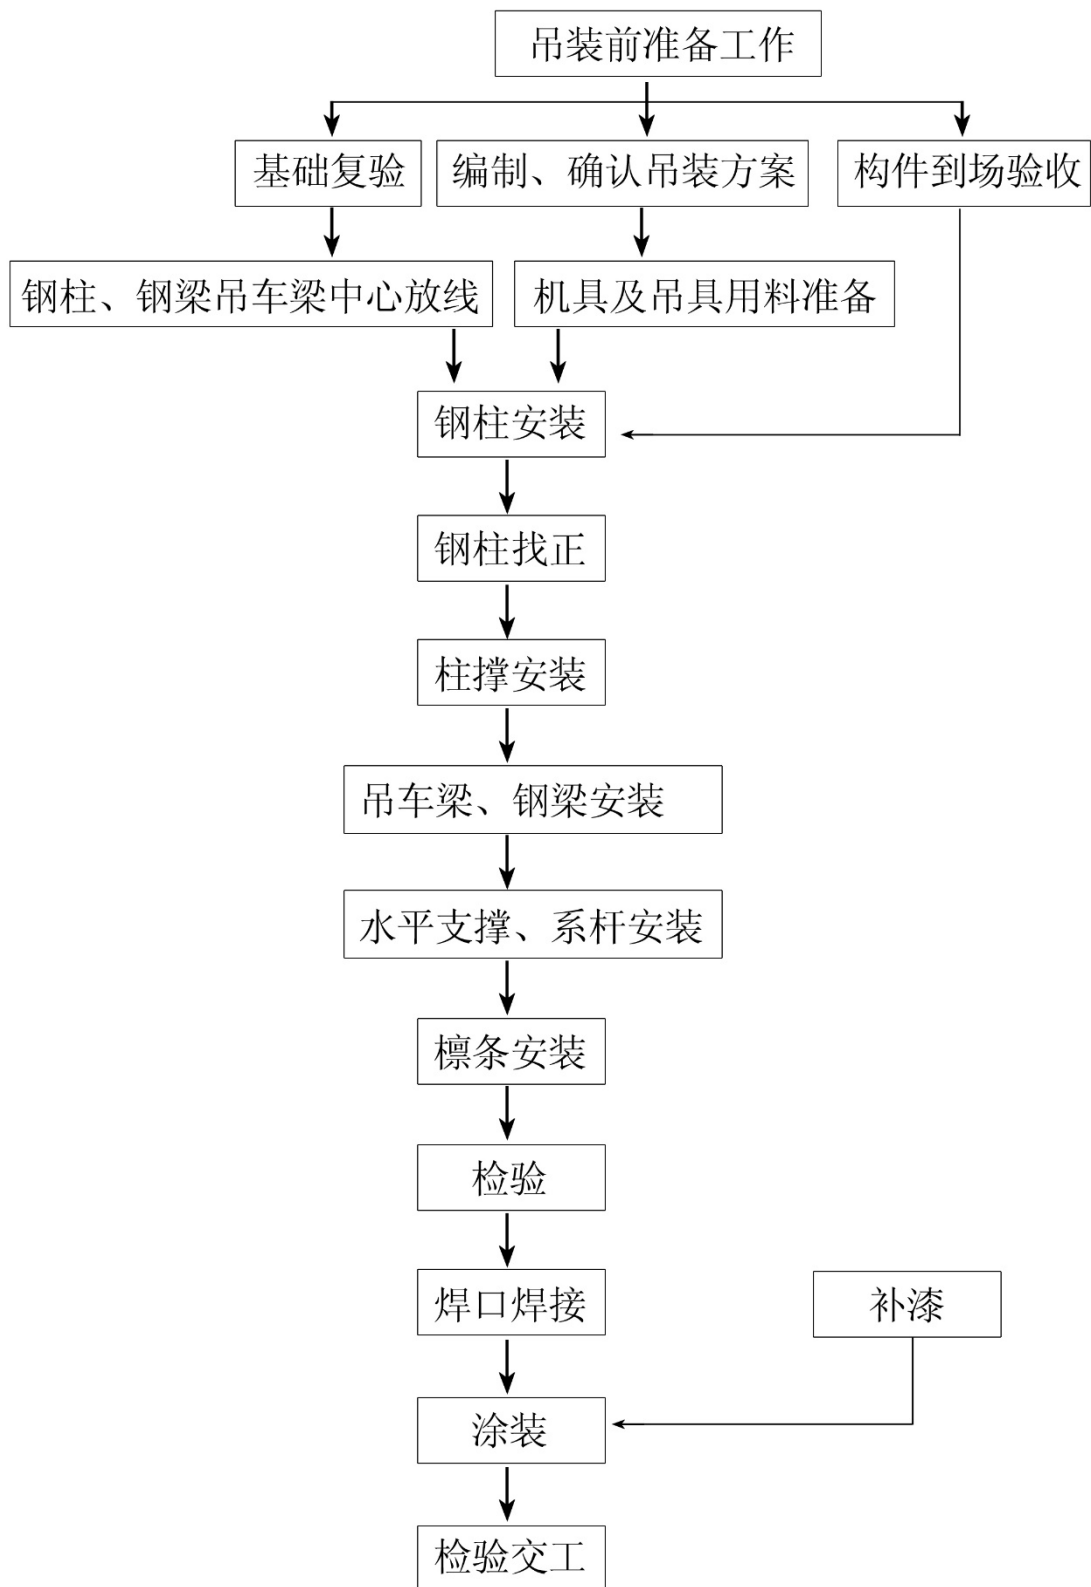 吊装前准备工作
基础复验
编制、确认吊装方案
构件到场验收
钢柱、钢梁吊车梁中心放线
机具及吊具用料准备
钢柱安装
钢柱找正
柱撑安装
吊车梁、钢梁安装
水平支撑、系杆安装
檩条安装
检验
焊口焊接
补漆
涂装
检验交工